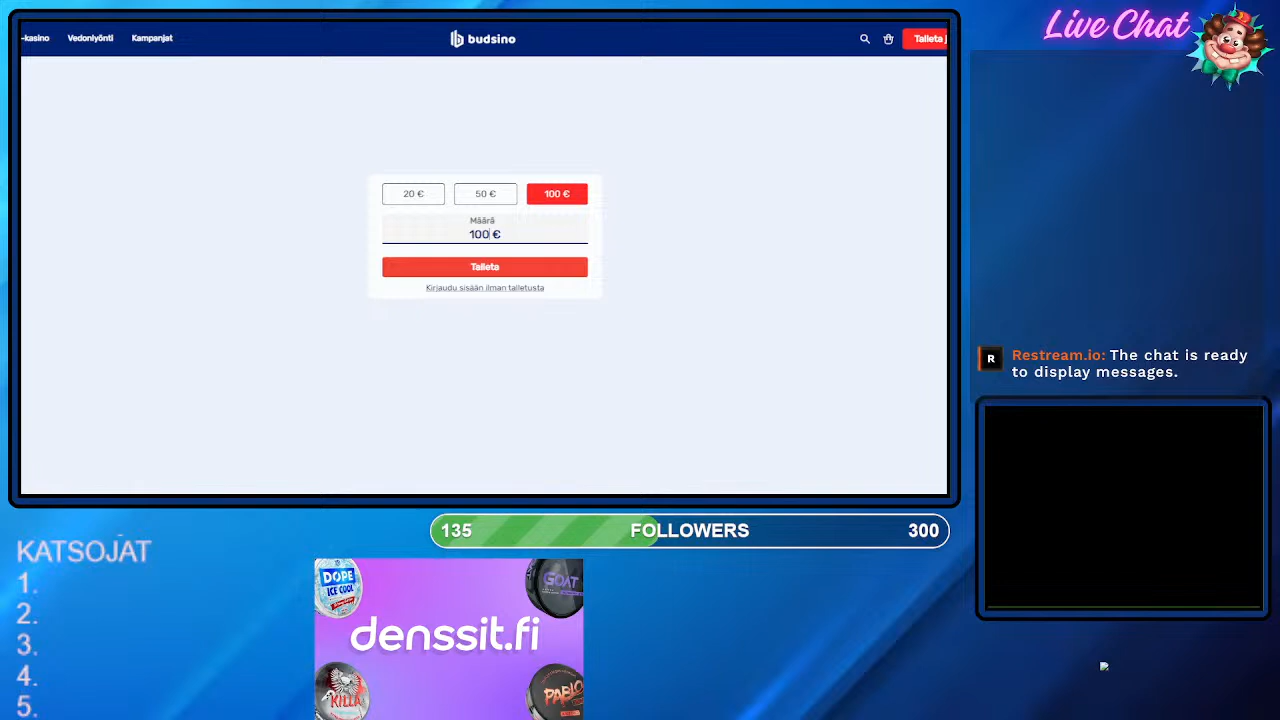 -kasino Vedonlyönti Kampanjat
budsino
Talleta j
20 € 50 € 100 €
Määrä
100 €
Talleta
Kirjaudu sisään ilman talletusta
Live Chat
R
Restream.io: The chat is ready
to display messages.
135 FOLLOWERS 300
KATSOJAT
1.
2.
3.
4.
5.
DOPE
ICE COOL
GOAT
denssit.fi
KILLA
PABLO